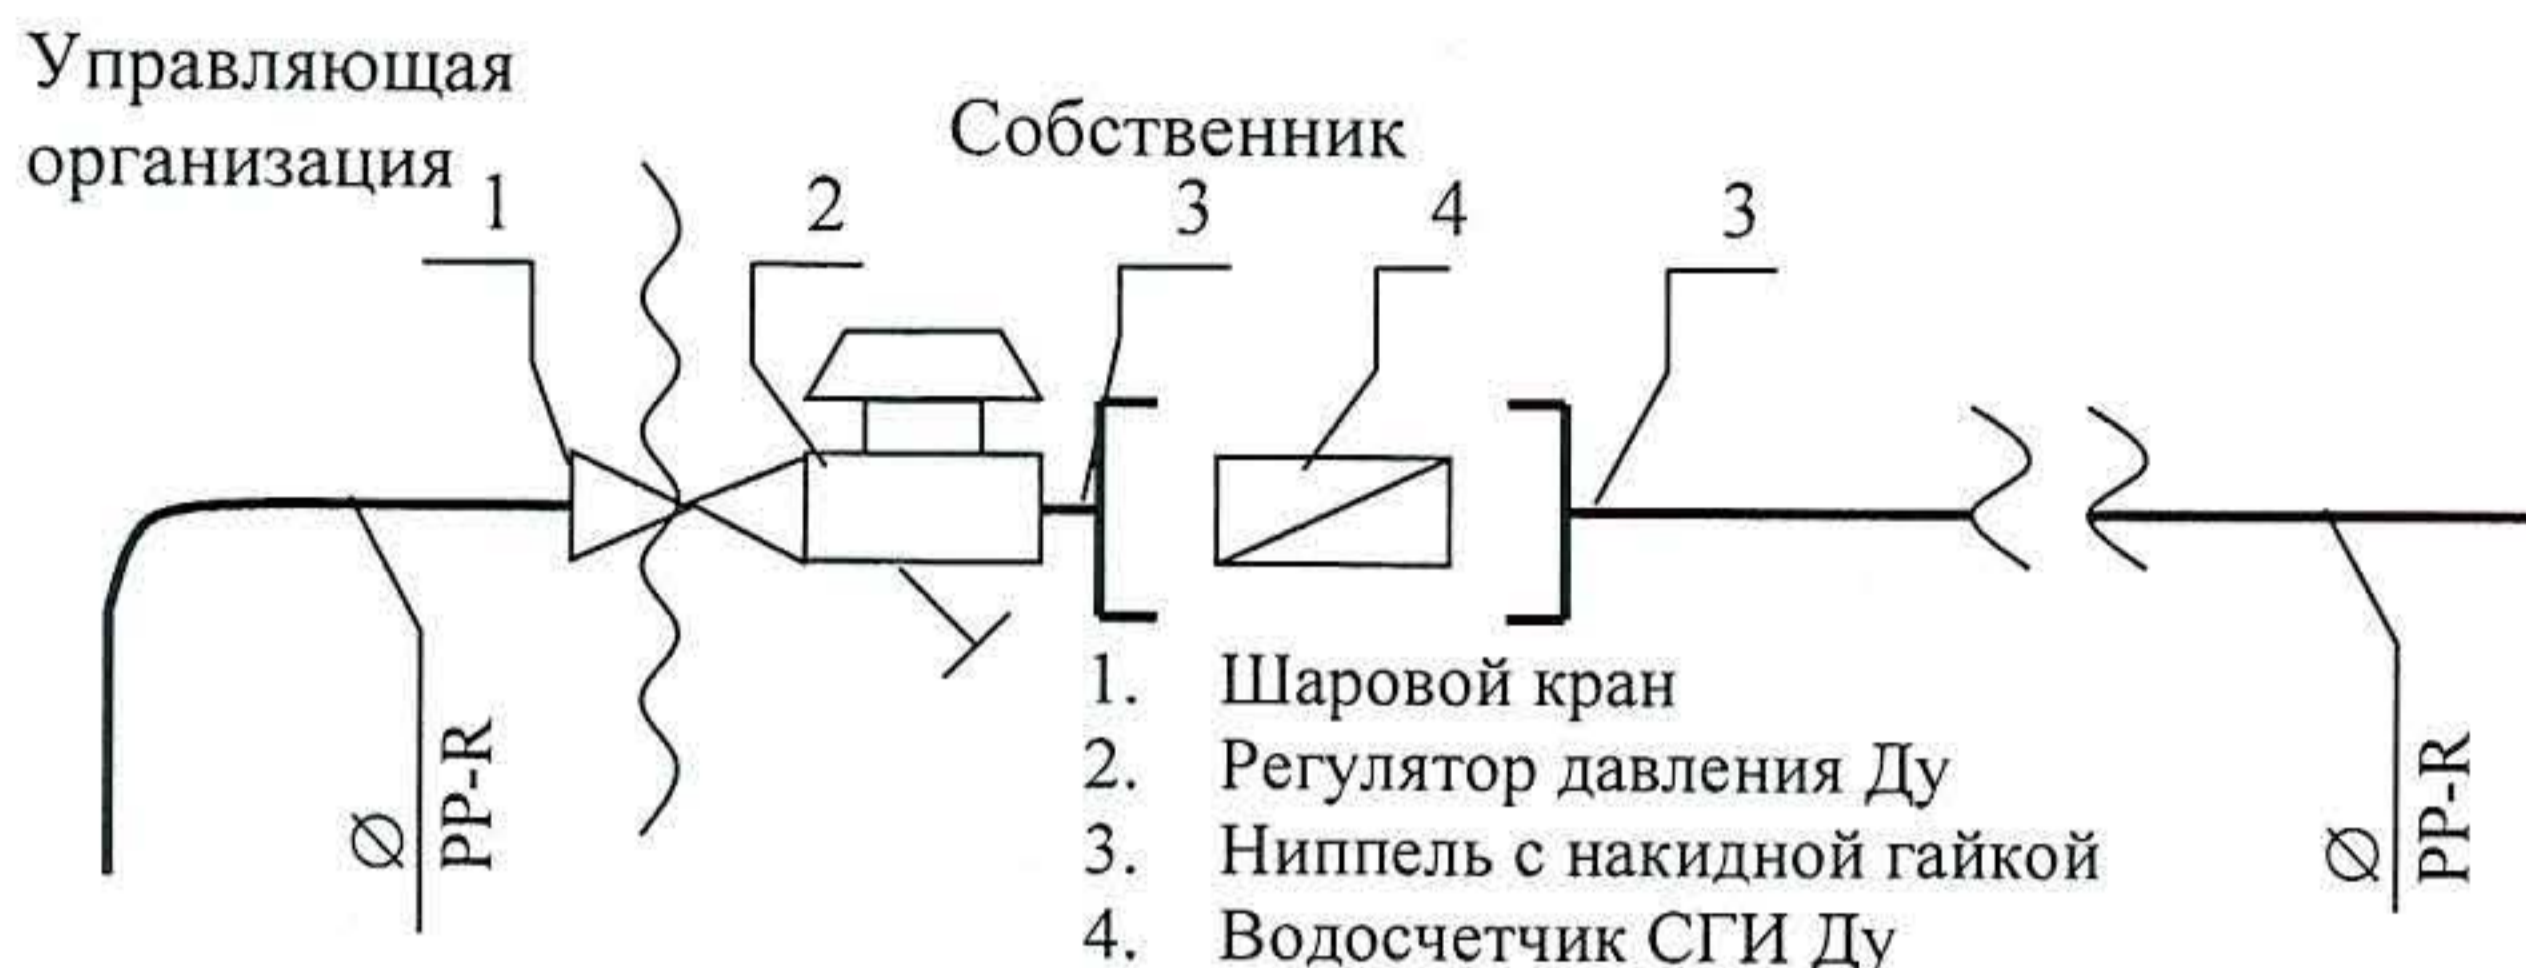 Управляющая
организация
Собственник
1
2
3
4
3
1. Шаровой кран
2. Регулятор давления Ду
3. Ниппель с накидной гайкой
4. Водосчетчик СГИ Ду
Ø
PP-R
Ø
PP-R